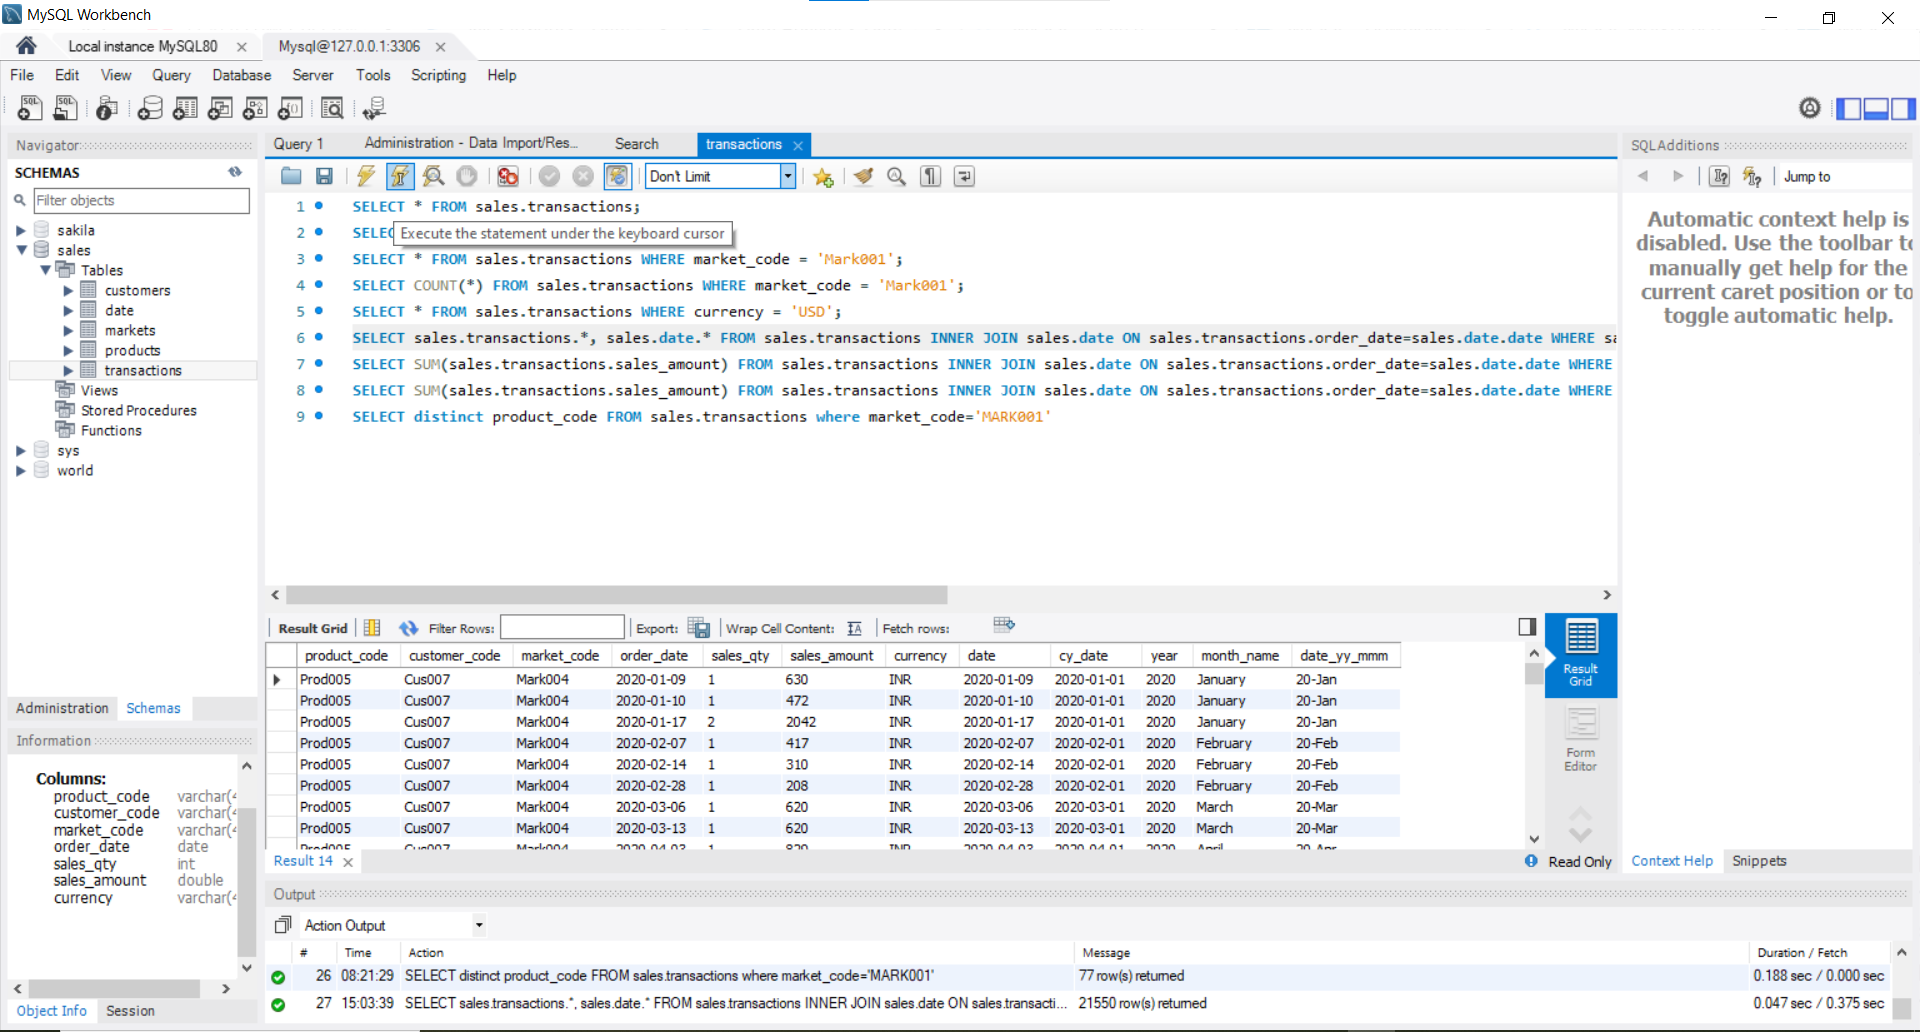 MySQL Workbench
Local instance MySQL80
Mysql@127.0.0.1:3306
File Edit View Query Database Server Tools Scripting Help
Navigator
SCHEMAS
Filter objects
sakila
sales
Tables
customers
date
markets
products
transactions
Views
Stored Procedures
Functions
sys
world
Administration Schemas
Information
Columns:
product_code varchar(4
customer_code varchar(4
market_code varchar(4
order_date date
sales_qty int
sales_amount double
currency varchar(4
Object Info Session
Query 1 Administration - Data Import/Res... Search transactions
Don't Limit
1 SELECT * FROM sales.transactions;
2 SELEC
Execute the statement under the keyboard cursor
3 SELECT * FROM sales.transactions WHERE market_code = 'Mark001';
4 SELECT COUNT(*) FROM sales.transactions WHERE market_code = 'Mark001';
5 SELECT * FROM sales.transactions WHERE currency = 'USD';
6 SELECT sales.transactions.*, sales.date.* FROM sales.transactions INNER JOIN sales.date ON sales.transactions.order_date=sales.date.date WHERE sa
7 SELECT SUM(sales.transactions.sales_amount) FROM sales.transactions INNER JOIN sales.date ON sales.transactions.order_date=sales.date.date WHERE
8 SELECT SUM(sales.transactions.sales_amount) FROM sales.transactions INNER JOIN sales.date ON sales.transactions.order_date=sales.date.date WHERE
9 SELECT distinct product_code FROM sales.transactions where market_code='MARK001'
Result Grid Filter Rows: Export: Wrap Cell Content: Fetch rows:
product_code customer_code market_code order_date sales_qty sales_amount currency date cy_date year month_name date_yy_mmm
Prod005 Cus007 Mark004 2020-01-09 1 630 INR 2020-01-09 2020-01-01 2020 January 20-Jan
Prod005 Cus007 Mark004 2020-01-10 1 472 INR 2020-01-10 2020-01-01 2020 January 20-Jan
Prod005 Cus007 Mark004 2020-01-17 2 2042 INR 2020-01-17 2020-01-01 2020 January 20-Jan
Prod005 Cus007 Mark004 2020-02-07 1 417 INR 2020-02-07 2020-02-01 2020 February 20-Feb
Prod005 Cus007 Mark004 2020-02-14 1 310 INR 2020-02-14 2020-02-01 2020 February 20-Feb
Prod005 Cus007 Mark004 2020-02-28 1 208 INR 2020-02-28 2020-02-01 2020 February 20-Feb
Prod005 Cus007 Mark004 2020-03-06 1 620 INR 2020-03-06 2020-03-01 2020 March 20-Mar
Prod005 Cus007 Mark004 2020-03-13 1 620 INR 2020-03-13 2020-03-01 2020 March 20-Mar
Result Grid
Form Editor
Result 14
Read Only
SQLAdditions
Jump to
Automatic context help is
disabled. Use the toolbar to
manually get help for the
current caret position or to
toggle automatic help.
Context Help Snippets
Output
Action Output
# Time Action Message Duration / Fetch
26 08:21:29 SELECT distinct product_code FROM sales.transactions where market_code='MARK001' 77 row(s) returned 0.188 sec / 0.000 sec
27 15:03:39 SELECT sales.transactions.*, sales.date.* FROM sales.transactions INNER JOIN sales.date ON sales.transacti... 21550 row(s) returned 0.047 sec / 0.375 sec